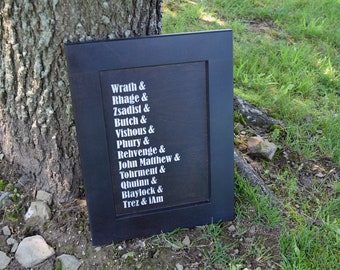 Wrath &
Rhage &
Zsadist &
Butch &
Vishous &
Phury &
Rehvenge &
John Matthew &
Tohrment &
Qhuinn &
Blaylock &
Trez & iAm